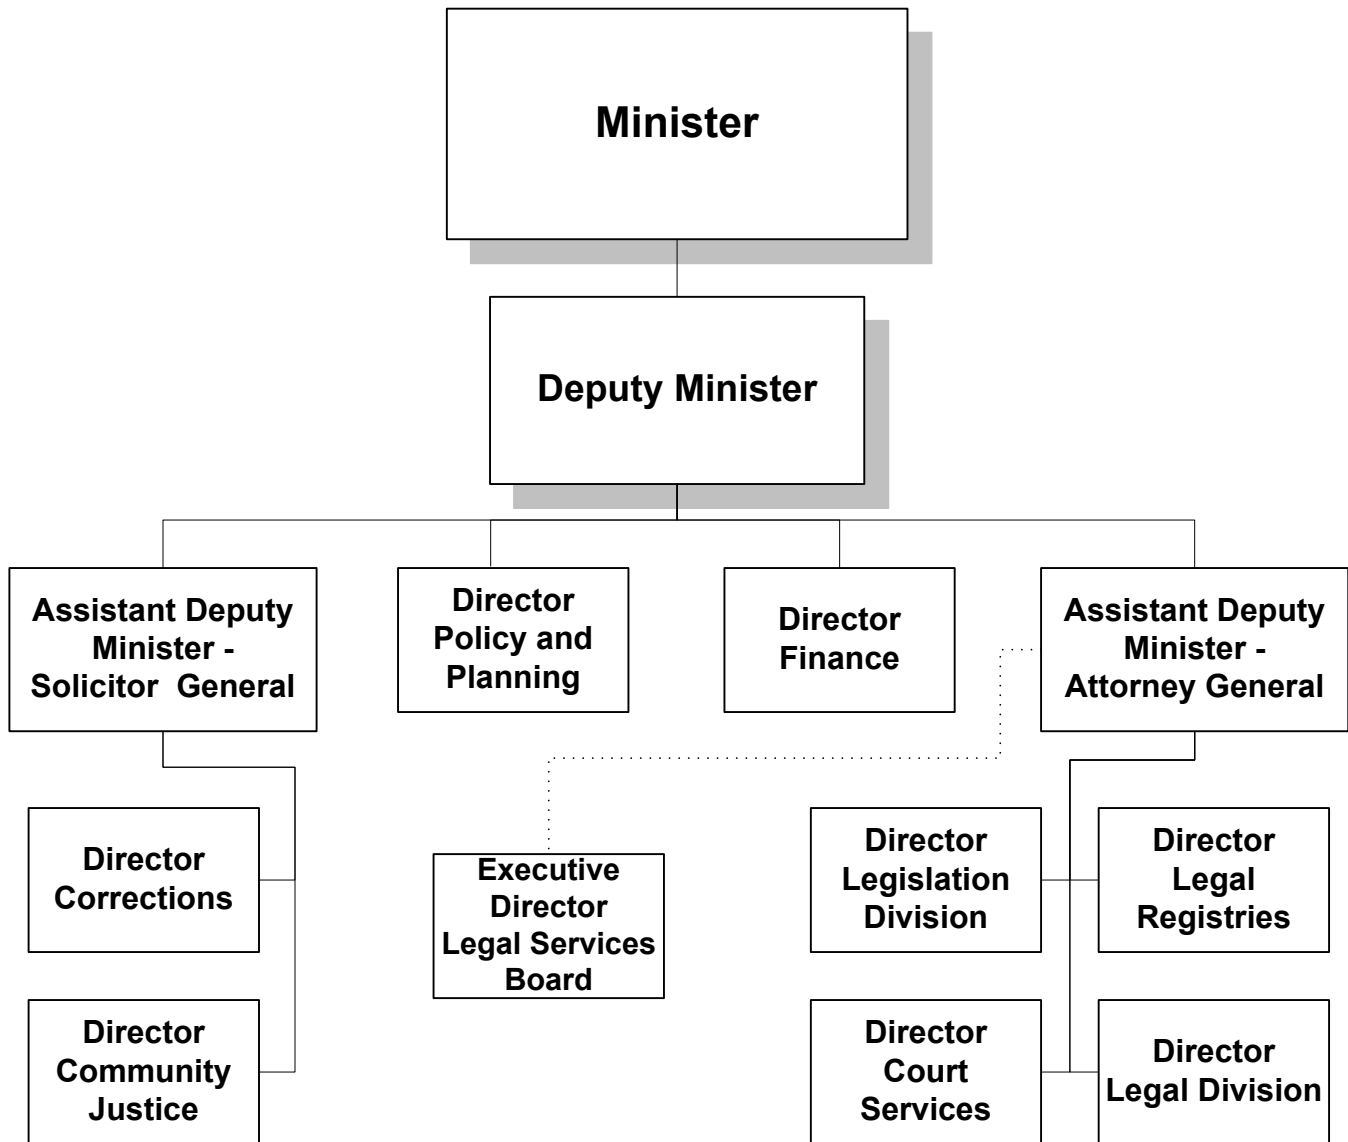 Minister
Deputy Minister
Assistant Deputy
Minister -
Solicitor  General
Director
Policy and
Planning
Director
Finance
Assistant Deputy
Minister -
Attorney General
Director
Corrections
Executive
Director
Legal Services
Board
Director
Legislation
Division
Director
Legal
Registries
Director
Community
Justice
Director
Court
Services
Director
Legal Division